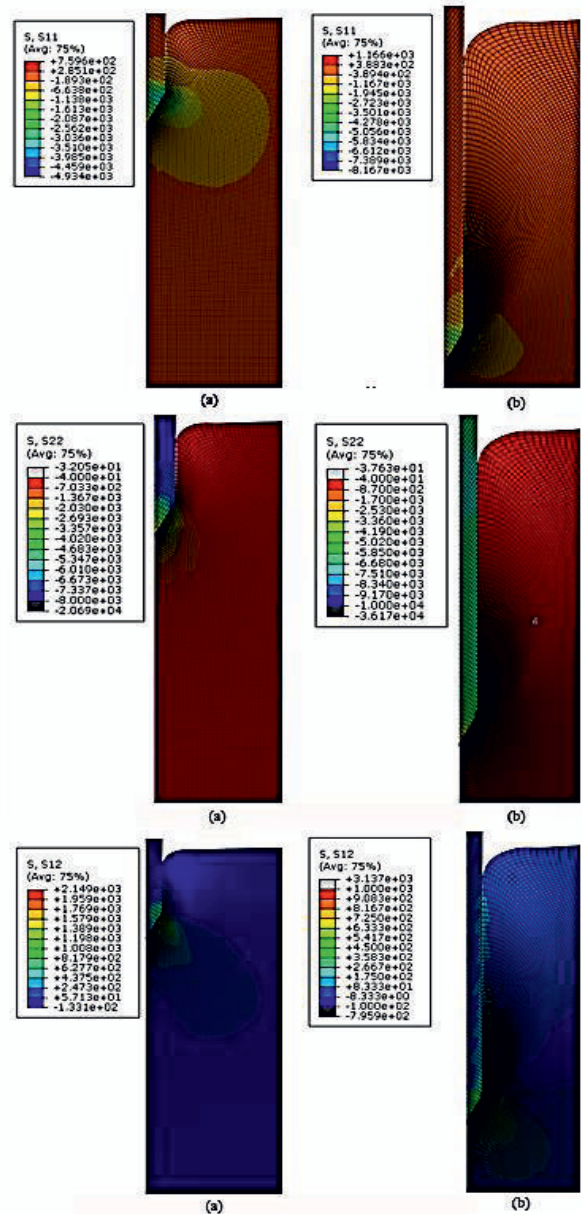 S, S11
(Avg: 75%)
+7.596e+02
+2.851e+02
-1.893e+02
-6.638e+02
-1.138e+03
-1.613e+03
-2.087e+03
-2.562e+03
-3.036e+03
-3.510e+03
-3.985e+03
-4.459e+03
-4.934e+03
S, S11
(Avg: 75%)
+1.166e+03
+3.883e+02
-3.894e+02
-1.167e+03
-1.945e+03
-2.723e+03
-3.501e+03
-4.278e+03
-5.056e+03
-5.834e+03
-6.612e+03
-7.389e+03
-8.167e+03
(a)
(b)
S, S22
(Avg: 75%)
-3.205e+01
-4.000e+01
-7.033e+02
-1.367e+03
-2.030e+03
-2.693e+03
-3.357e+03
-4.020e+03
-4.683e+03
-5.347e+03
-6.010e+03
-6.673e+03
-7.337e+03
-8.000e+03
-2.069e+04
S, S22
(Avg: 75%)
-3.763e+01
-4.000e+01
-8.700e+02
-1.700e+03
-2.530e+03
-3.360e+03
-4.190e+03
-5.020e+03
-5.850e+03
-6.680e+03
-7.510e+03
-8.340e+03
-9.170e+03
-1.000e+04
-3.617e+04
(a)
(b)
S, S12
(Avg: 75%)
+2.149e+03
+1.959e+03
+1.769e+03
+1.579e+03
+1.389e+03
+1.198e+03
+1.008e+03
+8.179e+02
+6.277e+02
+4.375e+02
+2.473e+02
+5.713e+01
-1.331e+02
S, S12
(Avg: 75%)
+3.137e+03
+1.000e+03
+9.083e+02
+8.167e+02
+7.250e+02
+6.333e+02
+5.417e+02
+4.500e+02
+3.583e+02
+2.667e+02
+1.750e+02
+8.333e+01
-8.333e+00
-1.000e+02
-7.959e+02
(a)
(b)